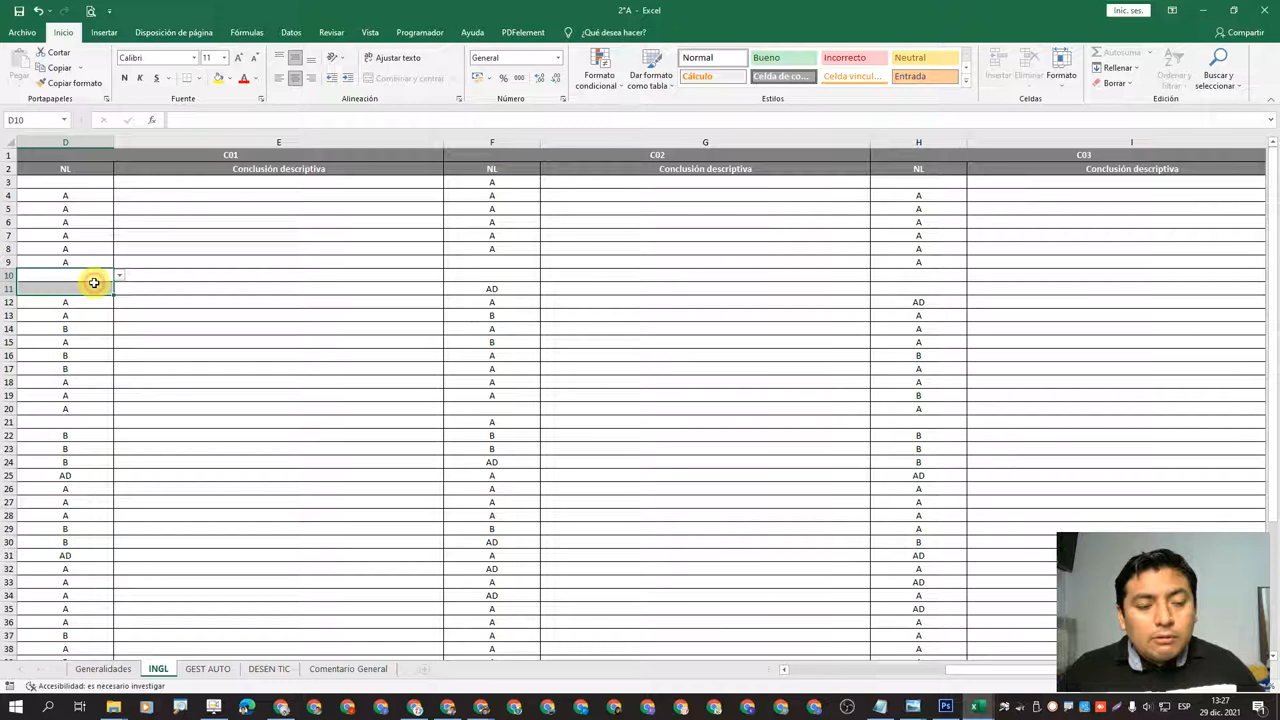 2°A - Excel
Inic. ses.
Archivo Inicio Insertar Disposición de página Fórmulas Datos Revisar Vista Programador Ayuda PDFelement ¿Qué desea hacer? Compartir
Pegar Cortar Copiar Copiar formato
Calibri 11
N K S
Ajustar texto
Combinar y centrar
General
% 000
Formato condicional Dar formato como tabla
Normal Bueno Incorrecto Neutral
Cálculo Celda de co... Celda vincul... Entrada
Insertar Eliminar Formato
Autosuma Rellenar Borrar
Ordenar y filtrar Buscar y seleccionar
Portapapeles Fuente Alineación Número Estilos Celdas Edición
D10 fx
D E F G H I
1 C01 C02 C03
2 NL Conclusión descriptiva NL Conclusión descriptiva NL Conclusión descriptiva
3 A
4 A A A
5 A A A
6 A A A
7 A A A
8 A A A
9 A A
10
11 AD
12 A A AD
13 A B A
14 B A A
15 A B A
16 B A B
17 B A A
18 A A A
19 A A B
20 A A
21 A
22 B B B
23 B B B
24 B AD B
25 AD A AD
26 A A A
27 A A A
28 A A A
29 B B A
30 B AD B
31 AD A AD
32 A AD A
33 A A AD
34 A AD A
35 A A AD
36 A A A
37 B A A
38
Generalidades INGL GEST AUTO DESEN TIC Comentario General
Accesibilidad: es necesario investigar
ESP
13:27
29 dic. 2021